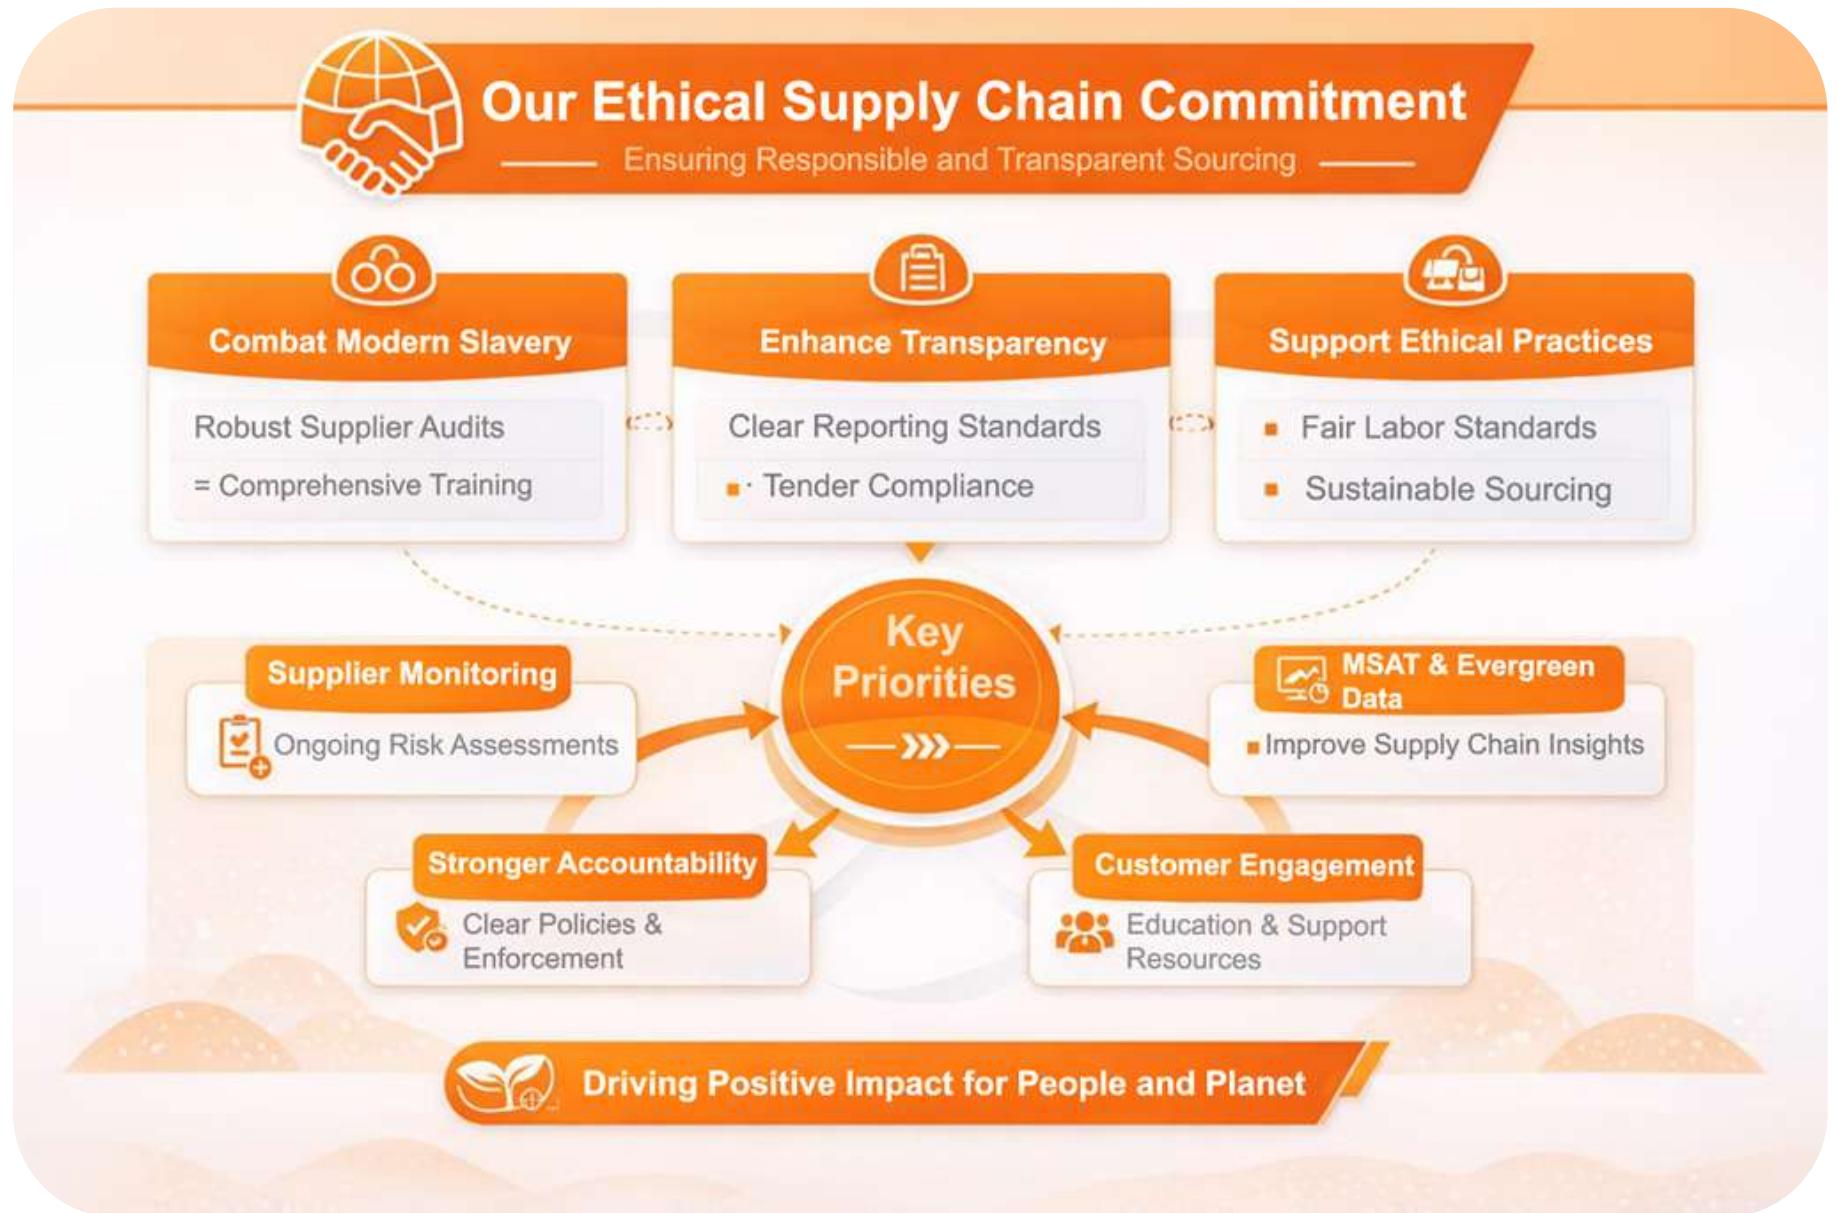 Our Ethical Supply Chain Commitment
Ensuring Responsible and Transparent Sourcing
Combat Modern Slavery
Robust Supplier Audits
= Comprehensive Training
Enhance Transparency
Clear Reporting Standards
▪ · Tender Compliance
Support Ethical Practices
▪ Fair Labor Standards
▪ Sustainable Sourcing
Key
Priorities
Supplier Monitoring
Ongoing Risk Assessments
MSAT & Evergreen
Data
▪ Improve Supply Chain Insights
Stronger Accountability
Clear Policies &
Enforcement
Customer Engagement
Education & Support
Resources
Driving Positive Impact for People and Planet